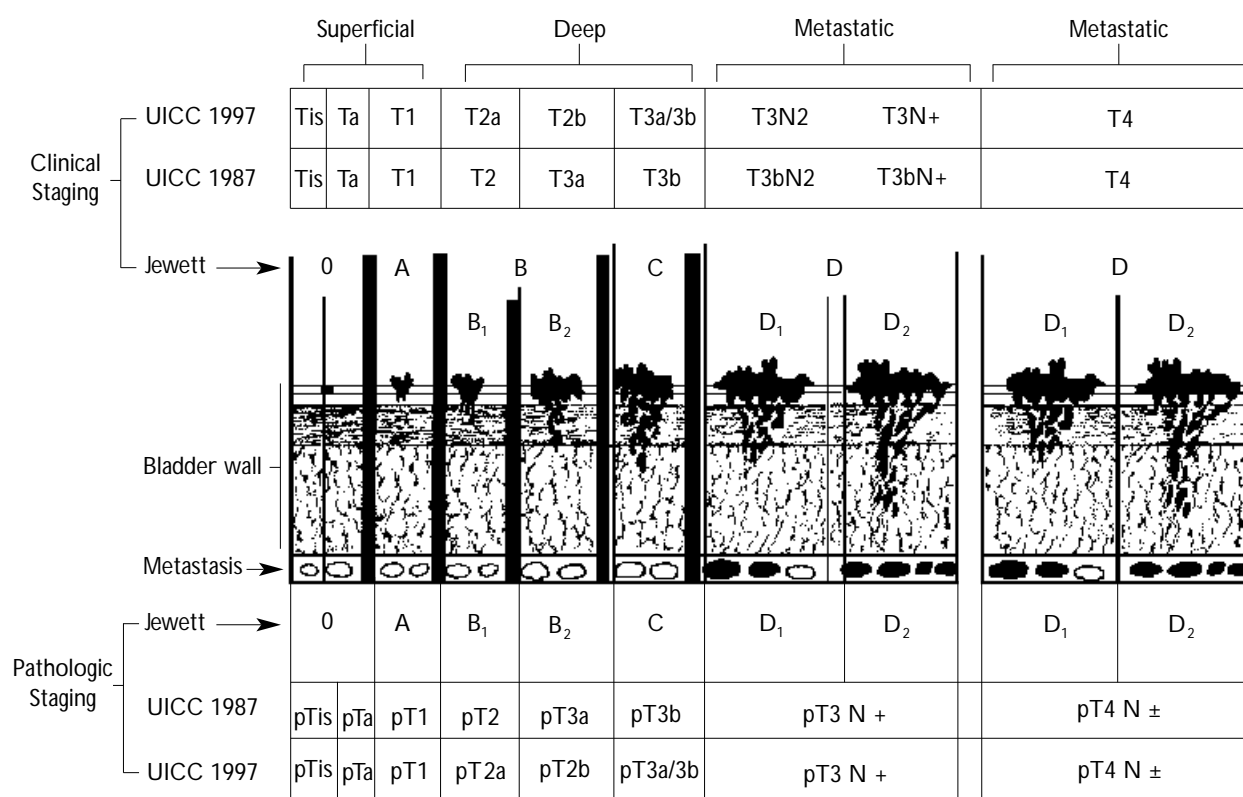 Superficial Deep Metastatic Metastatic
UICC 1997 Tis Ta T1 T2a T2b T3a/3b T3N2 T3N+ T4
Clinical
Staging
UICC 1987 Tis Ta T1 T2 T3a T3b T3bN2 T3bN+ T4
Jewett 0 A B C D D
B₁ B₂ D₁ D₂ D₁ D₂
Bladder wall
Metastasis
Jewett 0 A B₁ B₂ C D₁ D₂ D₁ D₂
Pathologic
Staging
UICC 1987 pTis pTa pT1 pT2 pT3a pT3b pT3 N + pT4 N ±
UICC 1997 pTis pTa pT1 pT2a pT2b pT3a/3b pT3 N + pT4 N ±